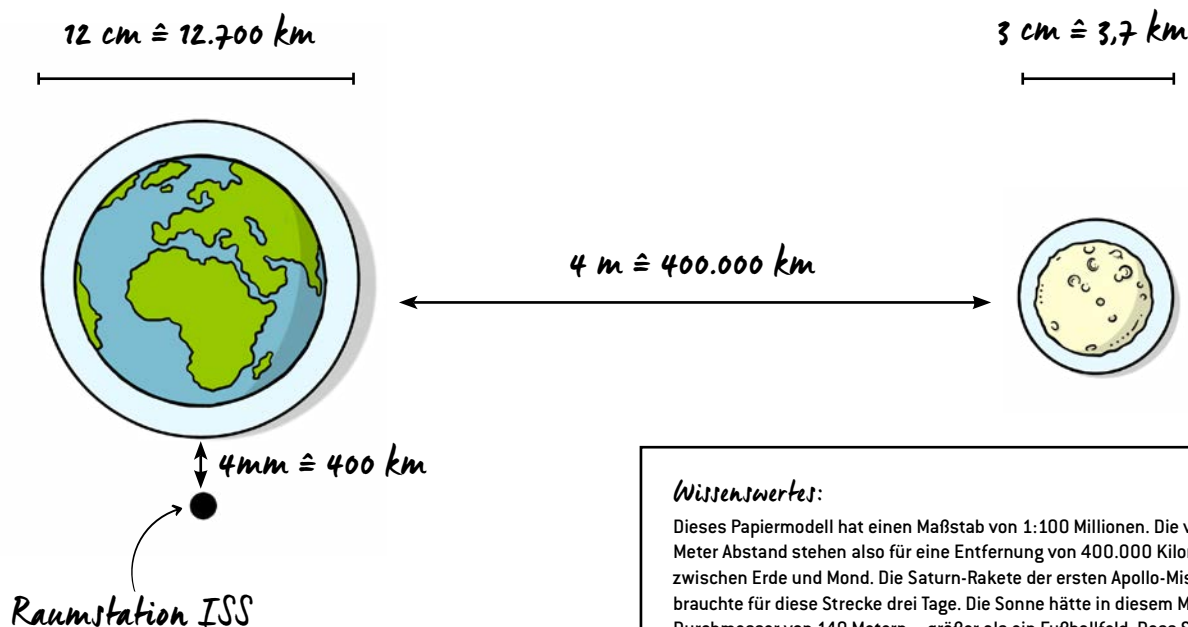 12 cm ≙ 12.700 km
3 cm ≙ 3,7 km
4 m ≙ 400.000 km
4mm ≙ 400 km
Raumstation ISS
Wissenswertes:
Dieses Papiermodell hat einen Maßstab von 1:100 Millionen. Die
Meter Abstand stehen also für eine Entfernung von 400.000
zwischen Erde und Mond. Die Saturn-Rakete der ersten
brauchte für diese Strecke drei Tage. Die Sonne hätte in diesem